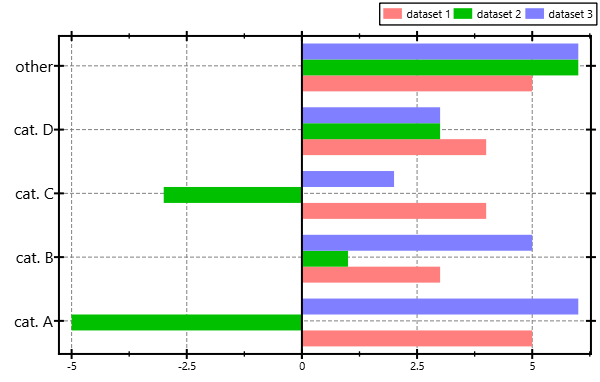 dataset 1 dataset 2 dataset 3
other
cat. D
cat. C
cat. B
cat. A
-5 -2.5 0 2.5 5